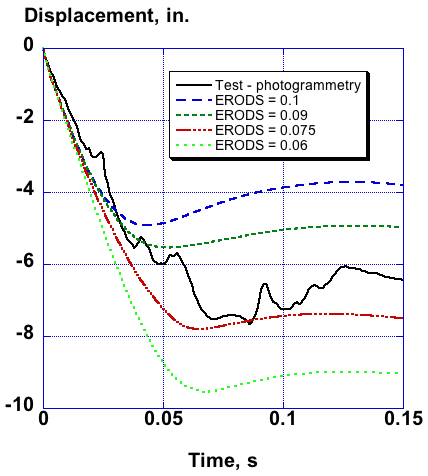 Displacement, in.
0
Test - photogrammetry
ERODS = 0.1
ERODS = 0.09
ERODS = 0.075
ERODS = 0.06
-2
-4
-6
-8
-10
0 0.05 0.1 0.15
Time, s